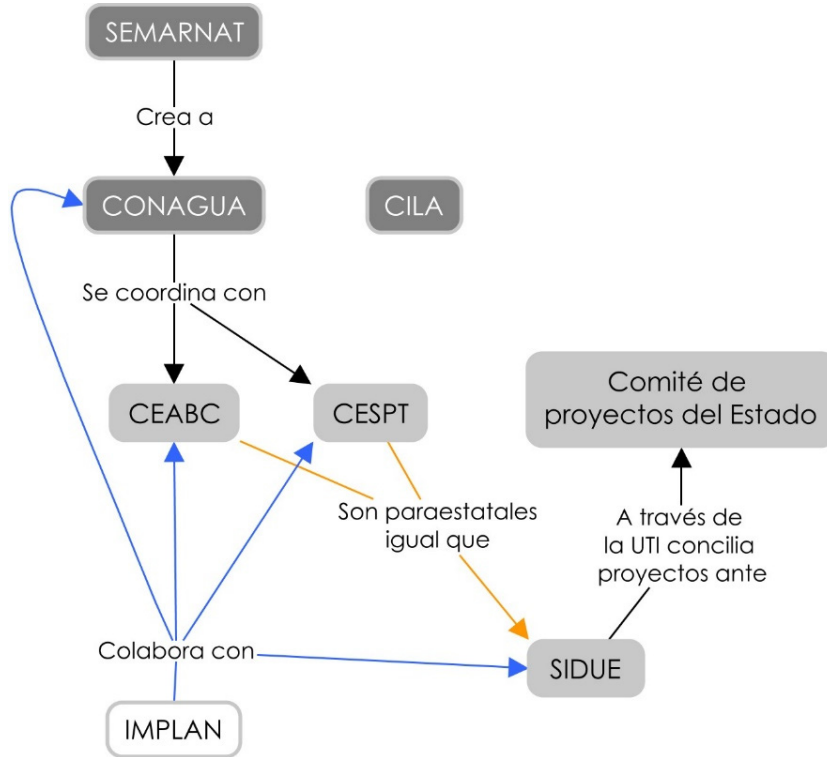 SEMARNAT
Crea a
CONAGUA
CILA
Se coordina con
CEABC
CESPT
Comité de
proyectos del Estado
Son paraestatales
igual que
A través de
la UTI concilia
proyectos ante
Colabora con
SIDUE
IMPLAN